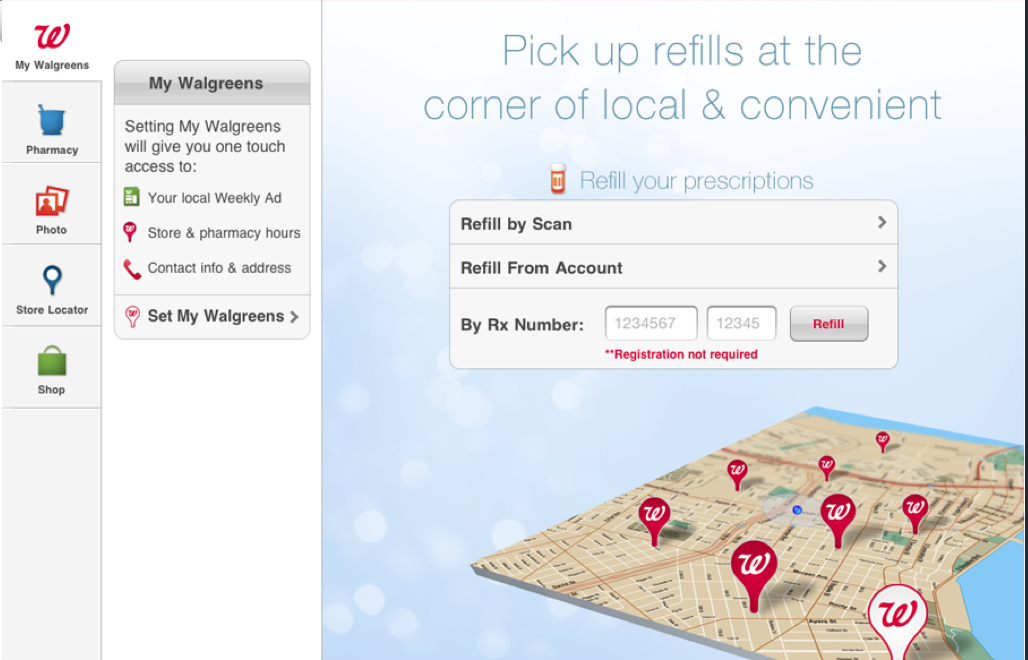 My Walgreens
Pharmacy
Photo
Store Locator
Shop
My Walgreens
Setting My Walgreens
will give you one touch
access to:
Your local Weekly Ad
Store & pharmacy hours
Contact info & address
Set My Walgreens
Pick up refills at the
corner of local & convenient
Refill your prescriptions
Refill by Scan
Refill From Account
By Rx Number: 1234567 12345 Refill
**Registration not required